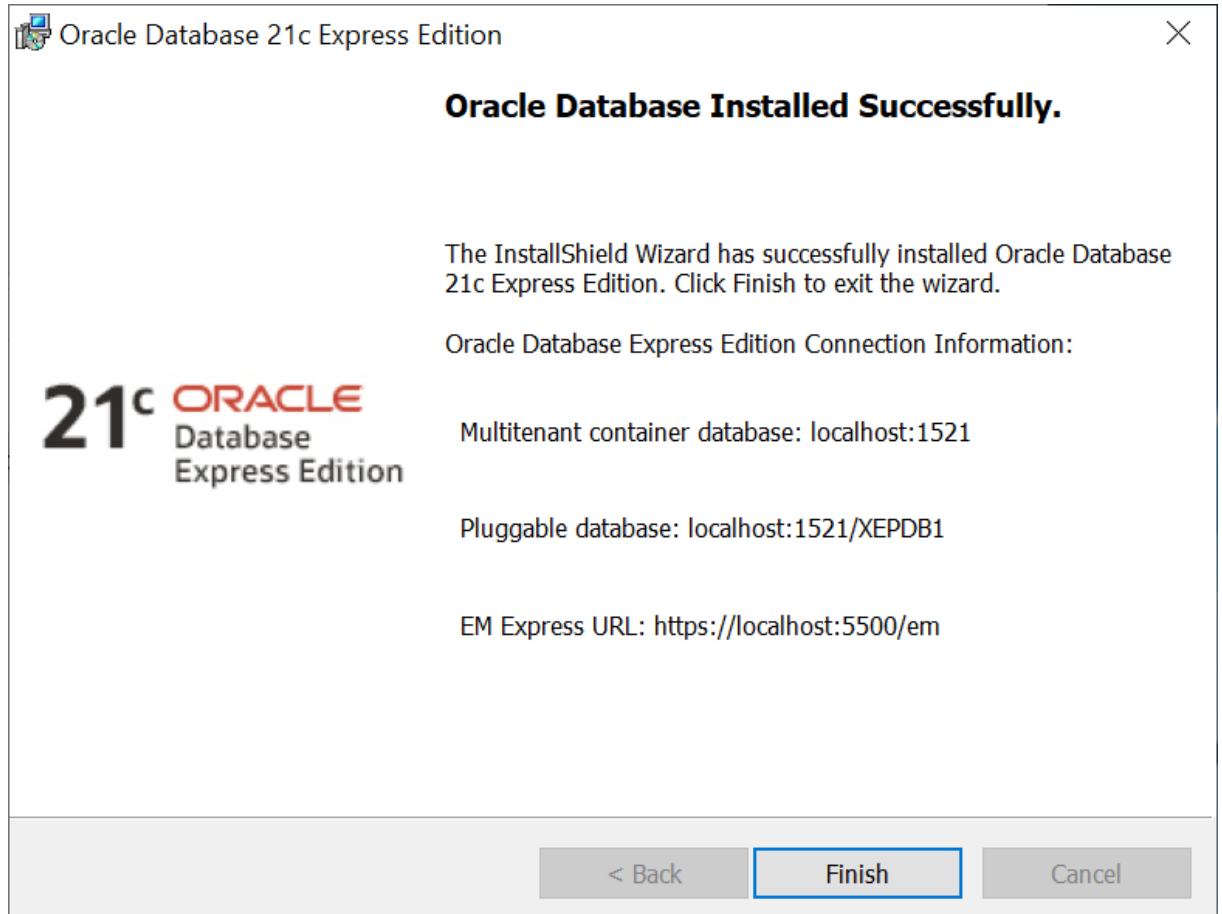 Oracle Database 21c Express Edition
Oracle Database Installed Successfully.
The InstallShield Wizard has successfully installed Oracle Database
21c Express Edition. Click Finish to exit the wizard.
Oracle Database Express Edition Connection Information:
21c ORACLE
Database
Express Edition
Multitenant container database: localhost:1521
Pluggable database: localhost:1521/XEPDB1
EM Express URL: https://localhost:5500/em
< Back
Finish
Cancel